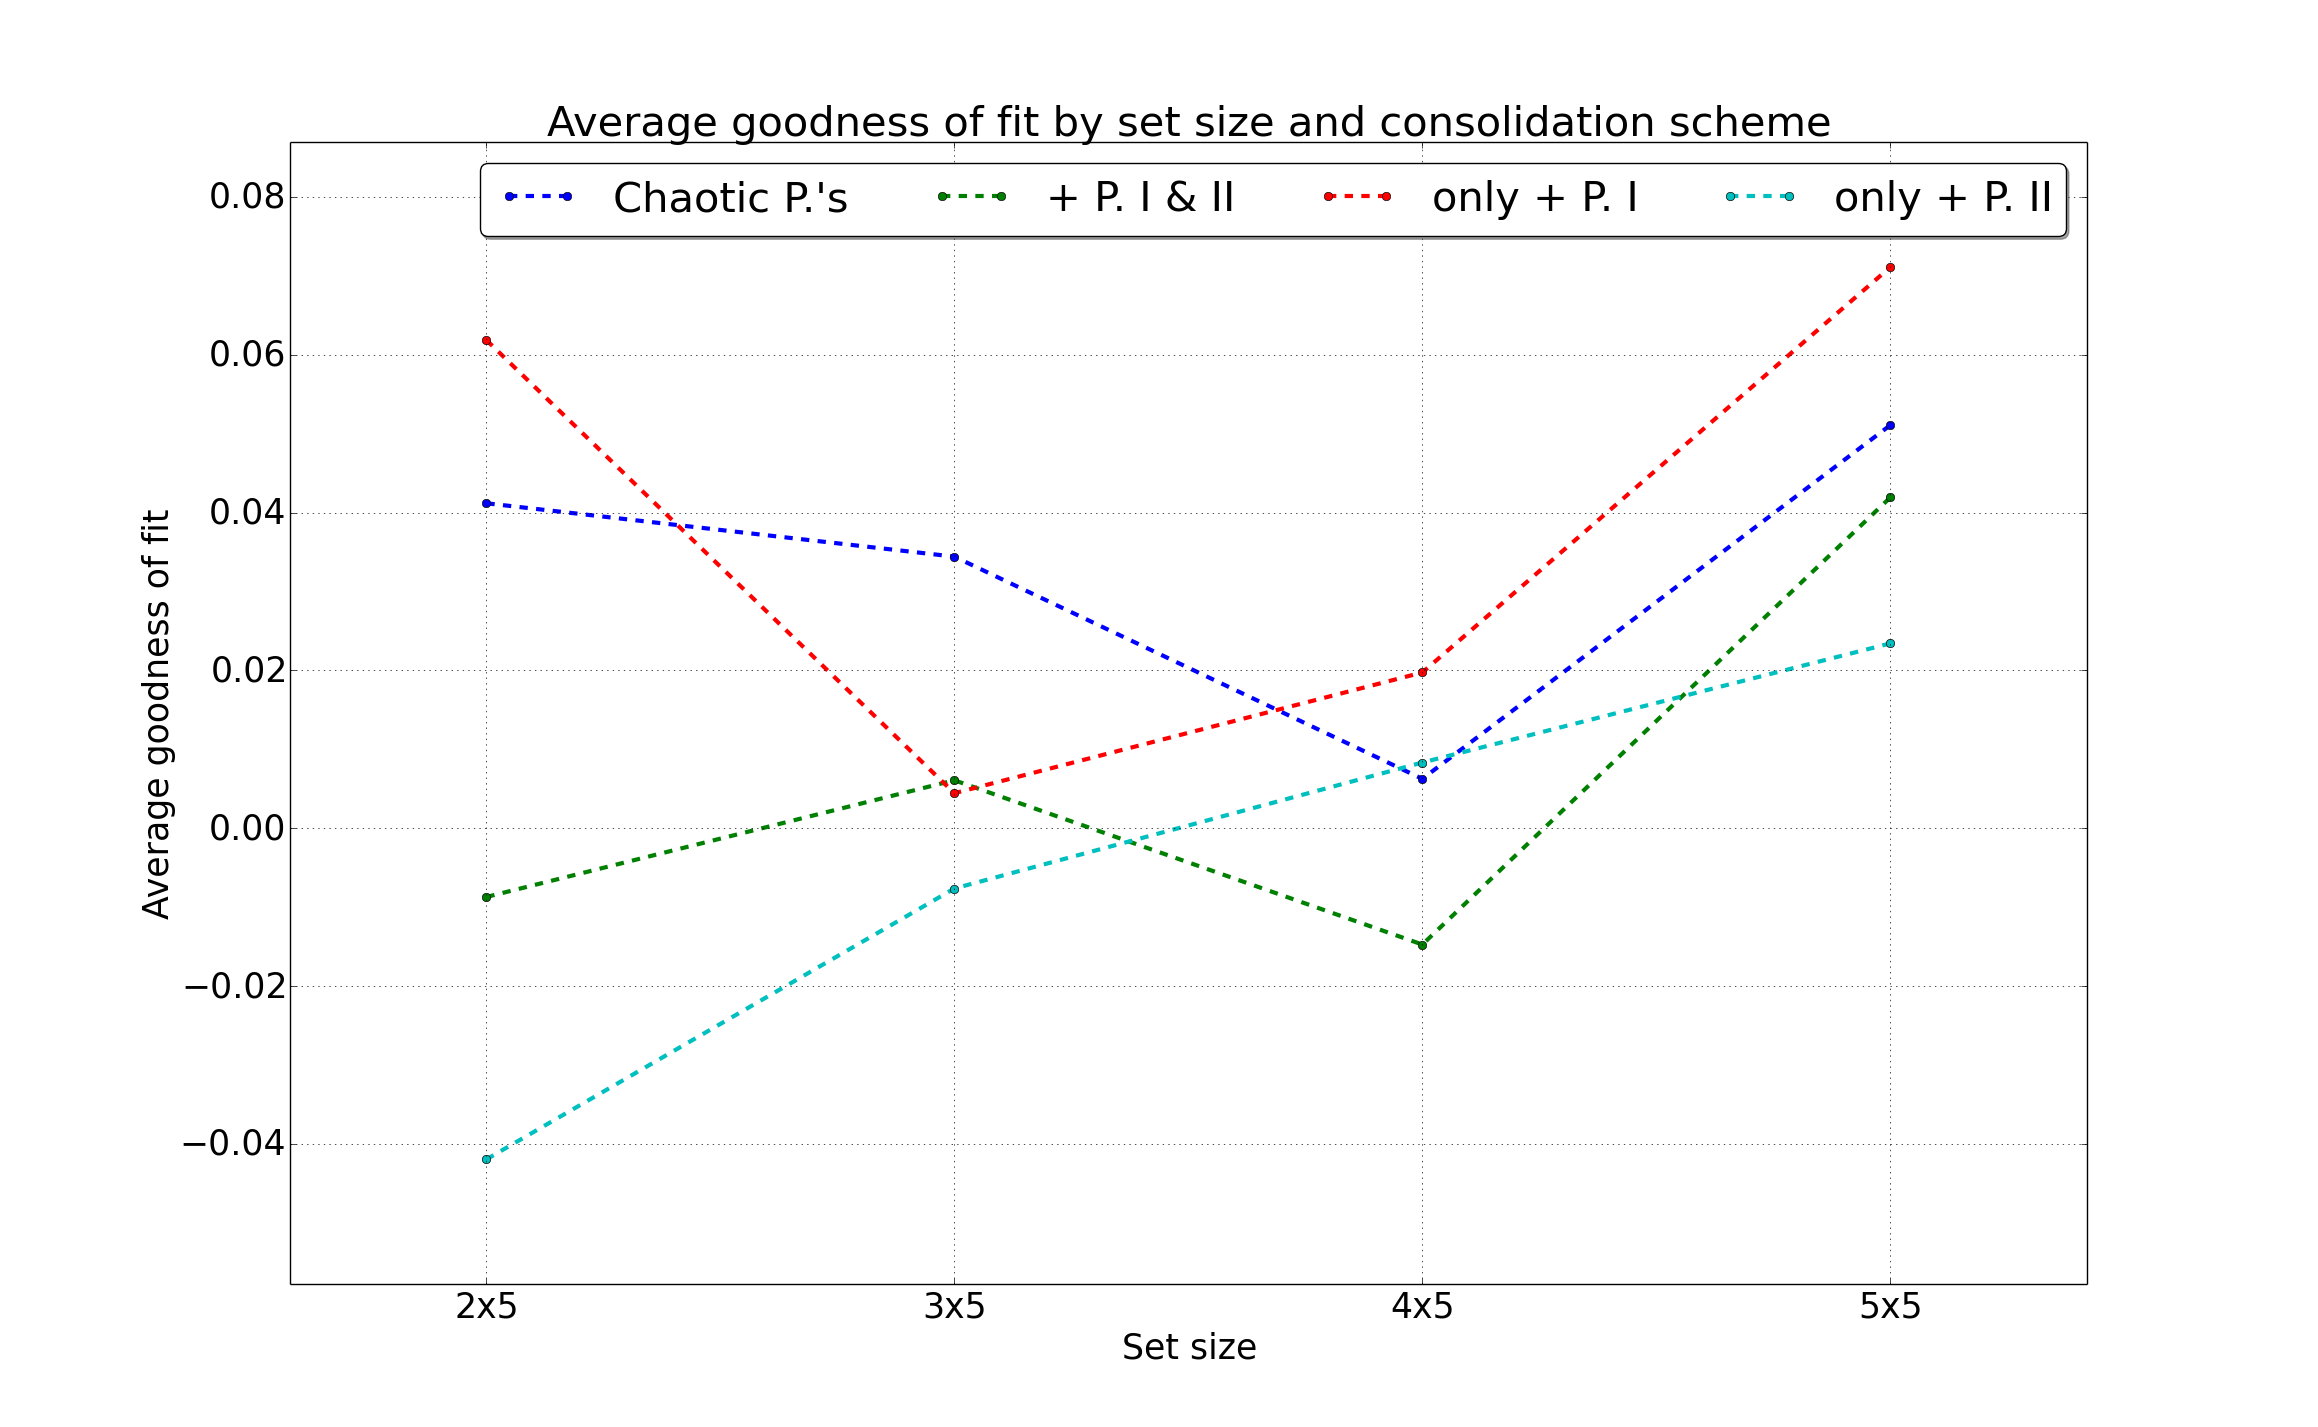 Average goodness of fit by set size and consolidation scheme
Chaotic P.'s + P. I & II only + P. I only + P. II
0.08
0.06
0.04
0.02
0.00
−0.02
−0.04
Average goodness of fit
2x5 3x5 4x5 5x5
Set size